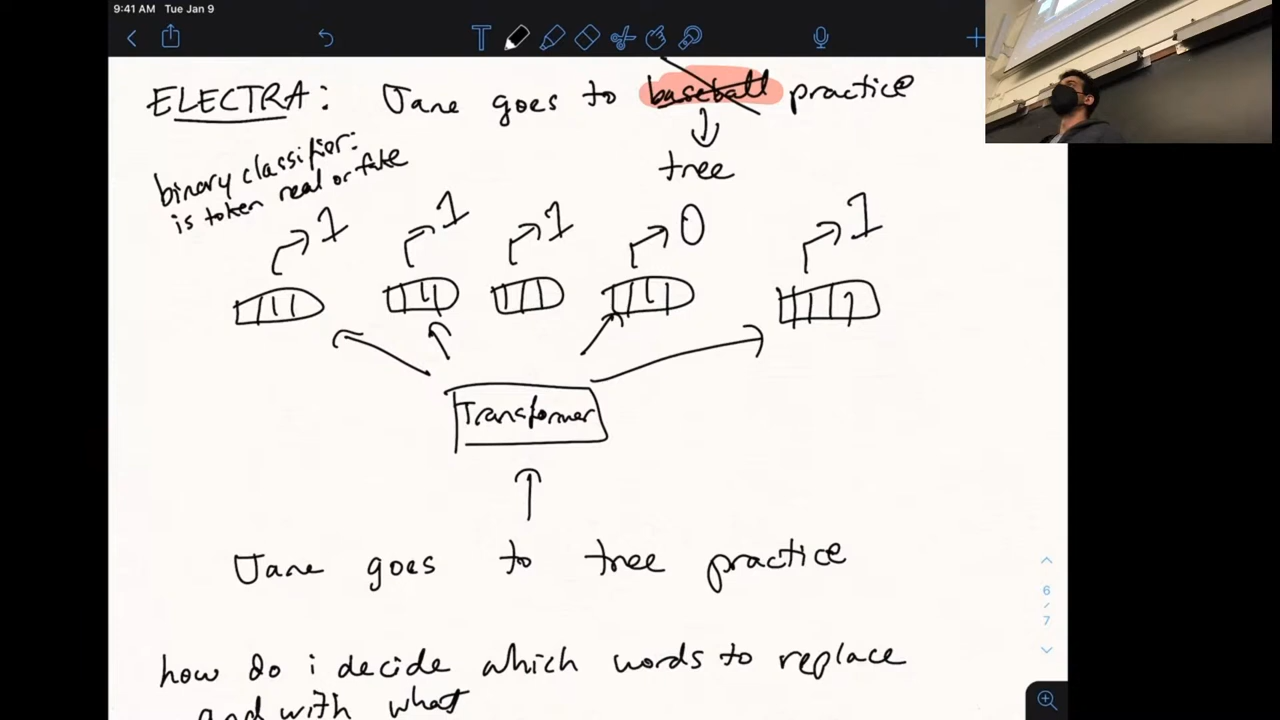 9:41 AM Tue Jan 9
T
ELECTRA: Jane goes to baseball practice
tree
binary classifier:
is token real or fake
1 1 1 0 1
Transformer
Jane goes to tree practice
6
/
7
how do i decide which words to replace
and with what